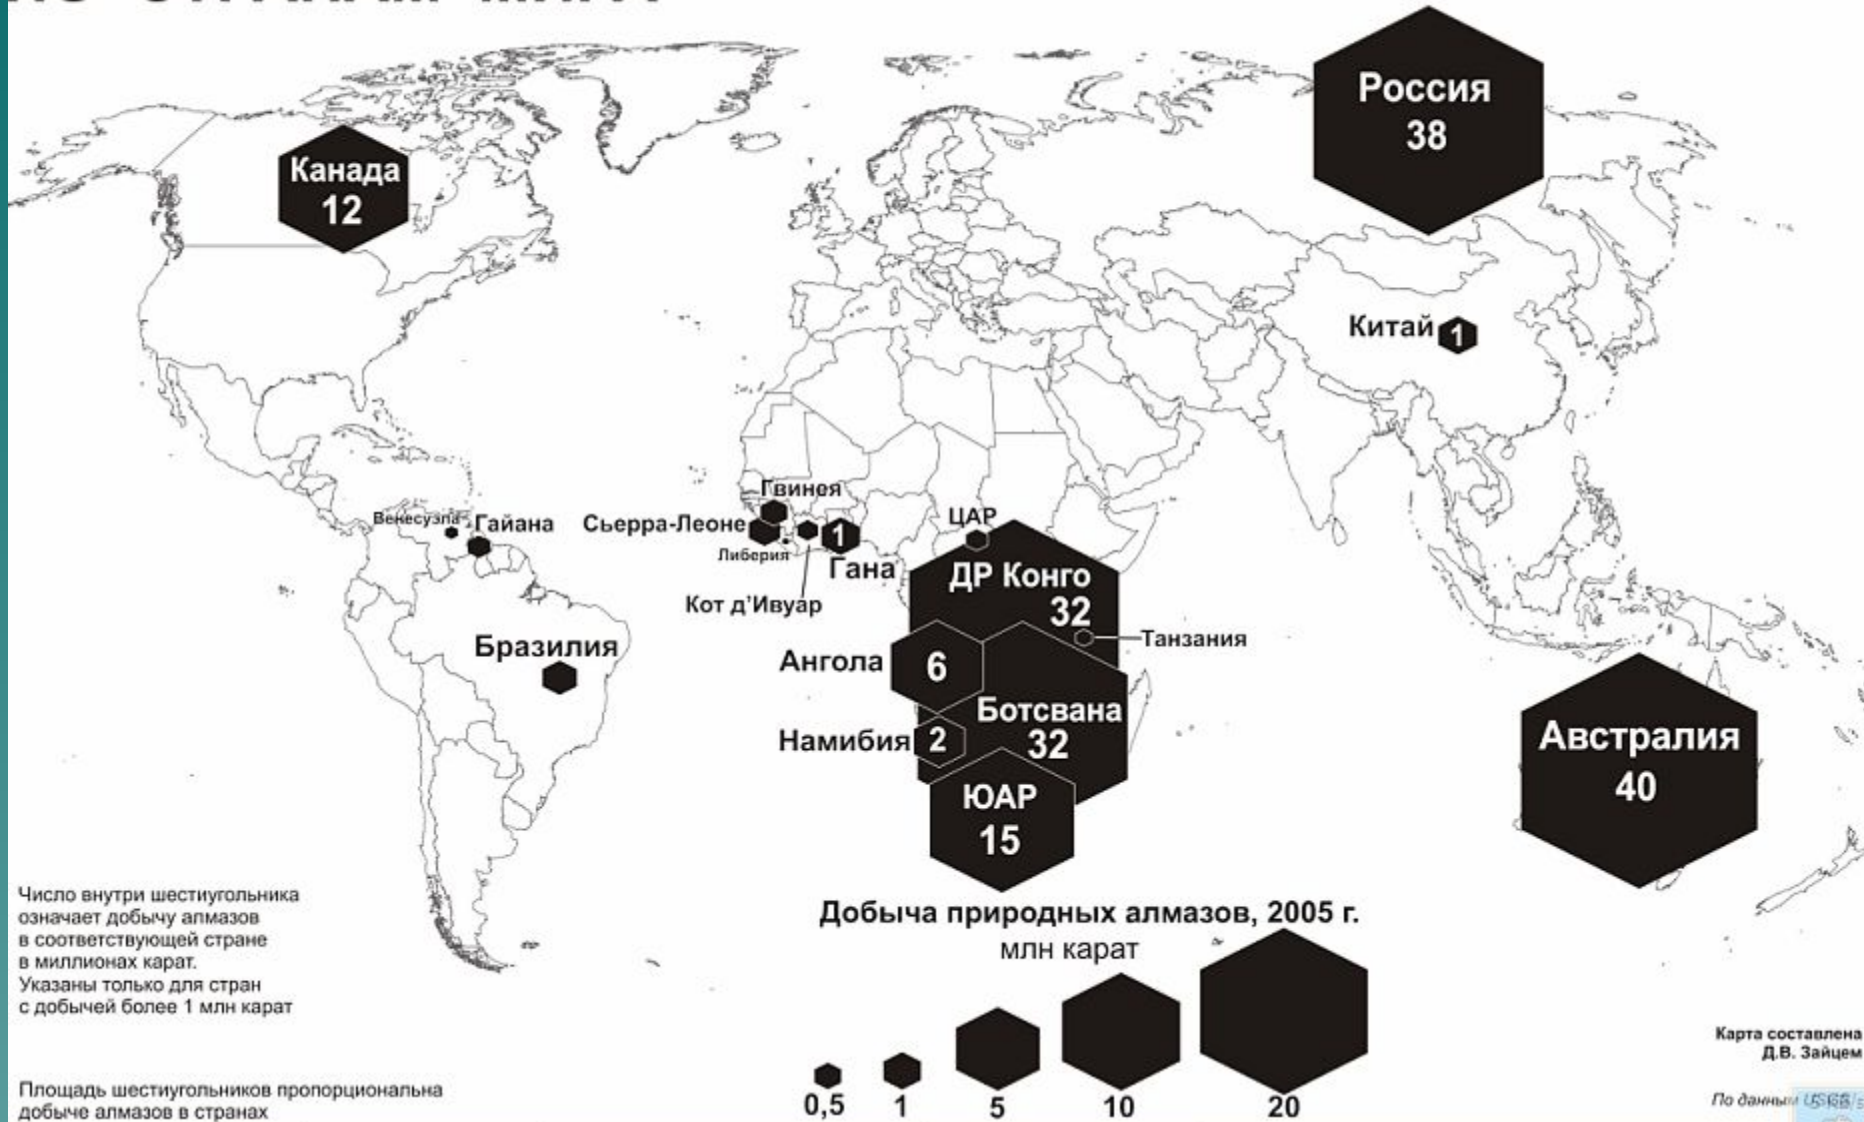 Россия
38
Канада
12
Китай 1
Гвинея
Венесуэла
Гайана
Сьерра-Леоне
ЦАР
Либерия
1
Гана
ДР Конго
32
Кот д’Ивуар
Танзания
Бразилия
Ангола
6
Ботсвана
32
Намибия
2
Австралия
40
ЮАР
15
Число внутри шестиугольника
означает добычу алмазов
в соответствующей стране
в миллионах карат.
Указаны только для стран
с добычей более 1 млн карат
Добыча природных алмазов, 2005 г.
млн карат
0,5
1
5
10
20
Площадь шестиугольников пропорциональна
добыче алмазов в странах
Карта составлена
Д.В. Зайцем
По данным